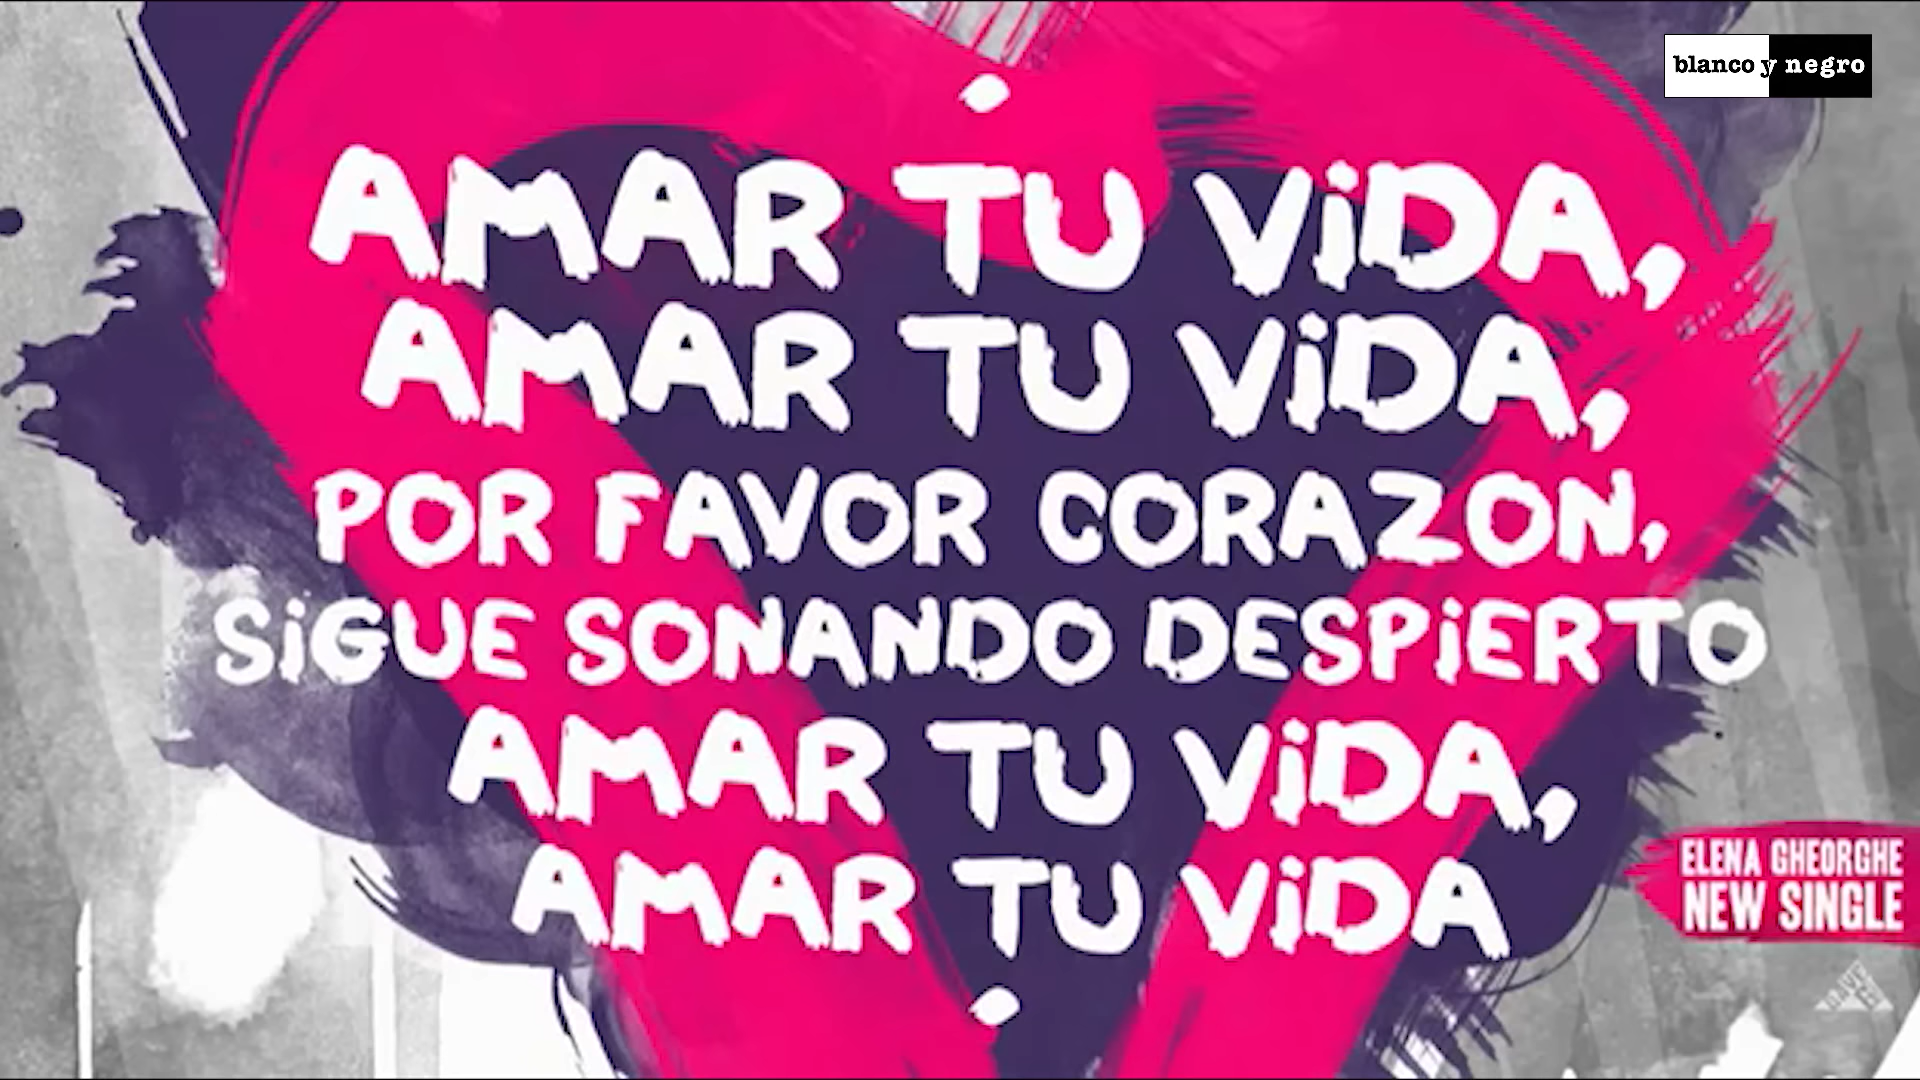 blanco y negro
AMAR TU ViDA,
AMAR TU ViDA,
POR FAVOR CORAZON,
SiGUE SONANDO DESPiERTO
AMAR TU ViDA,
AMAR TU ViDA
ELENA GHEORGHE
NEW SINGLE